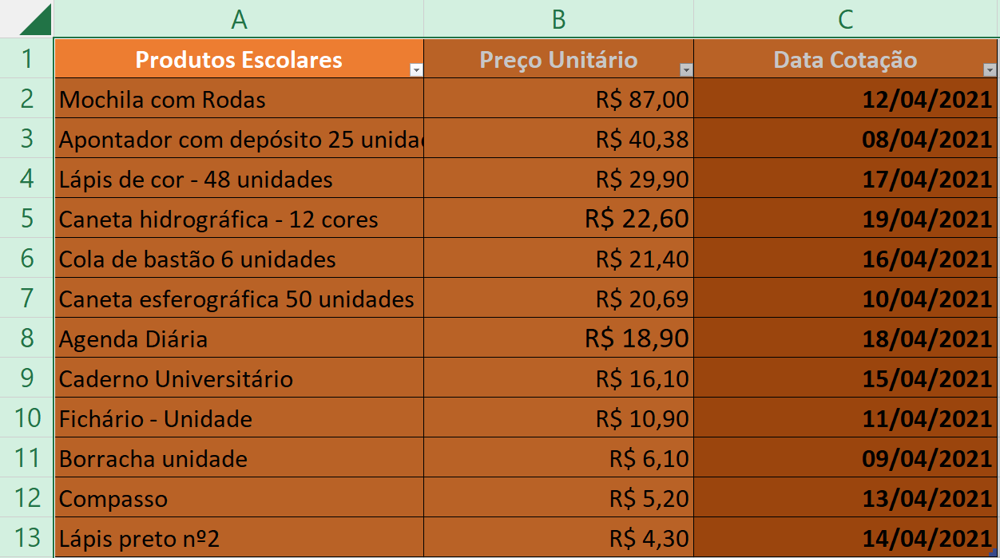 A B C
1 Produtos Escolares Preço Unitário Data Cotação
2 Mochila com Rodas R$ 87,00 12/04/2021
3 Apontador com depósito 25 R$ 40,38 08/04/2021
4 Lápis de cor - 48 unidades R$ 29,90 17/04/2021
5 Caneta hidrográfica - 12 cores R$ 22,60 19/04/2021
6 Cola de bastão 6 unidades R$ 21,40 16/04/2021
7 Caneta esferográfica 50 unidades R$ 20,69 10/04/2021
8 Agenda Diária R$ 18,90 18/04/2021
9 Caderno Universitário R$ 16,10 15/04/2021
10 Fichário - Unidade R$ 10,90 11/04/2021
11 Borracha unidade R$ 6,10 09/04/2021
12 Compasso R$ 5,20 13/04/2021
13 Lápis preto nº2 R$ 4,30 14/04/2021